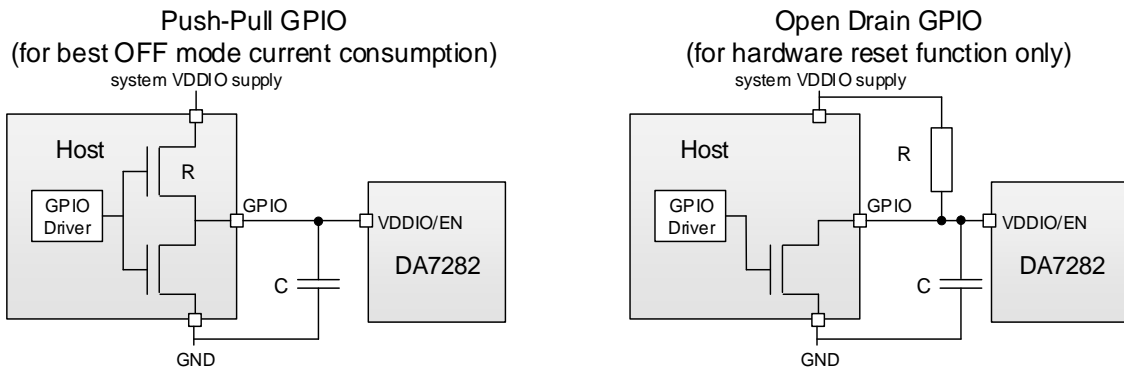 Push-Pull GPIO
(for best OFF mode current consumption)
system VDDIO supply
Host
R
GPIO
Driver
GPIO
VDDIO/EN
DA7282
C
GND
Open Drain GPIO
(for hardware reset function only)
system VDDIO supply
Host
R
GPIO
Driver
GPIO
VDDIO/EN
DA7282
C
GND